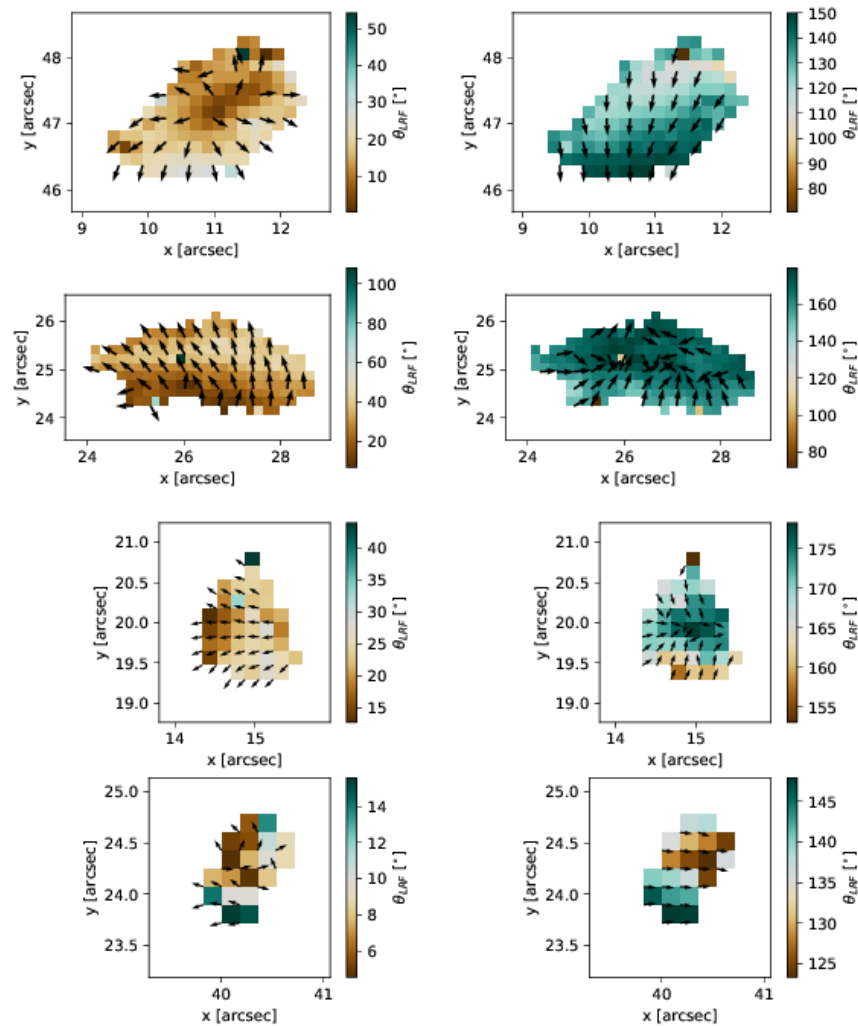 48
47
46
y [arcsec]
9 10 11 12
x [arcsec]
50
40
30
20
10
θLRF [°]
48
47
46
y [arcsec]
9 10 11 12
x [arcsec]
150
140
130
120
110
100
90
80
θLRF [°]
26
25
24
y [arcsec]
24 26 28
x [arcsec]
100
80
60
40
20
θLRF [°]
26
25
24
y [arcsec]
24 26 28
x [arcsec]
160
140
120
100
80
θLRF [°]
21.0
20.5
20.0
19.5
19.0
y [arcsec]
14 15
x [arcsec]
40
35
30
25
20
15
θLRF [°]
21.0
20.5
20.0
19.5
19.0
y [arcsec]
14 15
x [arcsec]
175
170
165
160
155
θLRF [°]
25.0
24.5
24.0
23.5
y [arcsec]
40 41
x [arcsec]
14
12
10
8
6
θLRF [°]
25.0
24.5
24.0
23.5
y [arcsec]
40 41
x [arcsec]
145
140
135
130
125
θLRF [°]